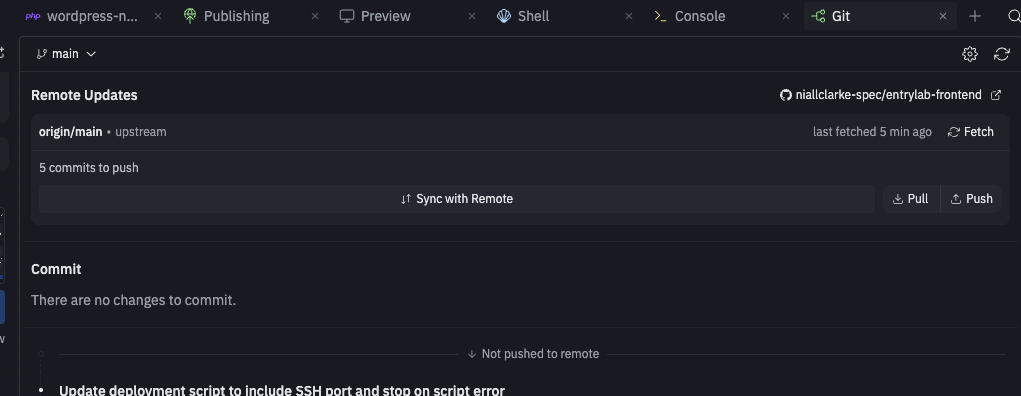 php wordpress-n... Publishing Preview Shell Console Git
main
Remote Updates niallclarke-spec/entrylab-frontend
origin/main • upstream last fetched 5 min ago Fetch
5 commits to push
Sync with Remote Pull Push
Commit
There are no changes to commit.
Not pushed to remote
Update deployment script to include SSH port and stop on script error